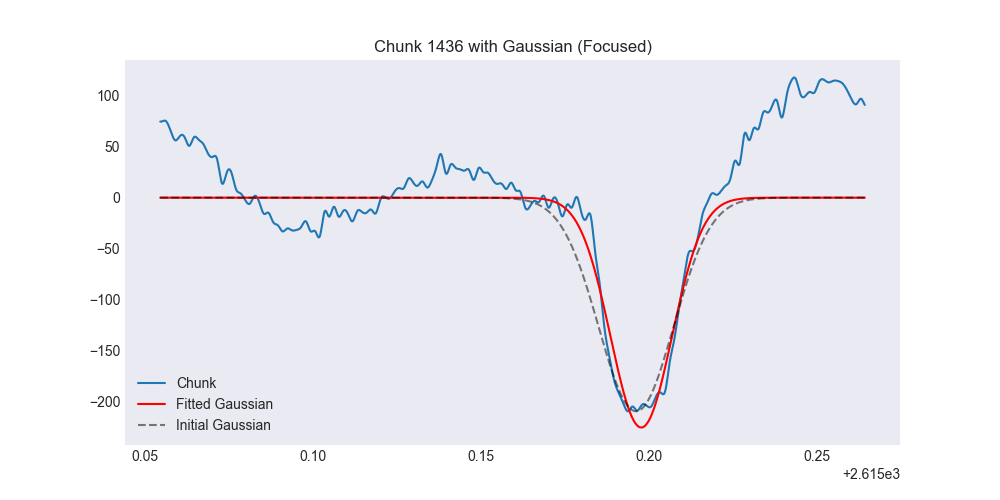 Chunk 1436 with Gaussian (Focused)
100
50
0
−50
−100
−150
−200
Chunk
Fitted Gaussian
Initial Gaussian
0.05 0.10 0.15 0.20 0.25
+2.615e3